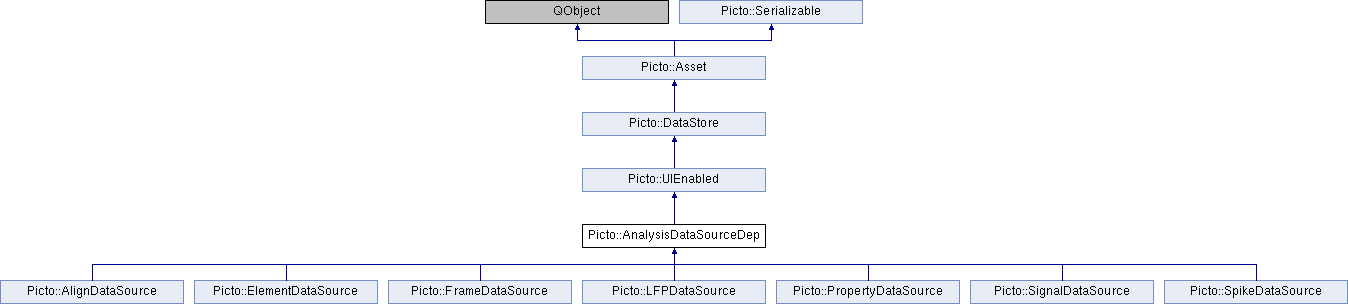 QObject
Picto::Serializable
Picto::Asset
Picto::DataStore
Picto::UIEnabled
Picto::AnalysisDataSourceDep
Picto::AlignDataSource
Picto::ElementDataSource
Picto::FrameDataSource
Picto::LFPDataSource
Picto::PropertyDataSource
Picto::SignalDataSource
Picto::SpikeDataSource